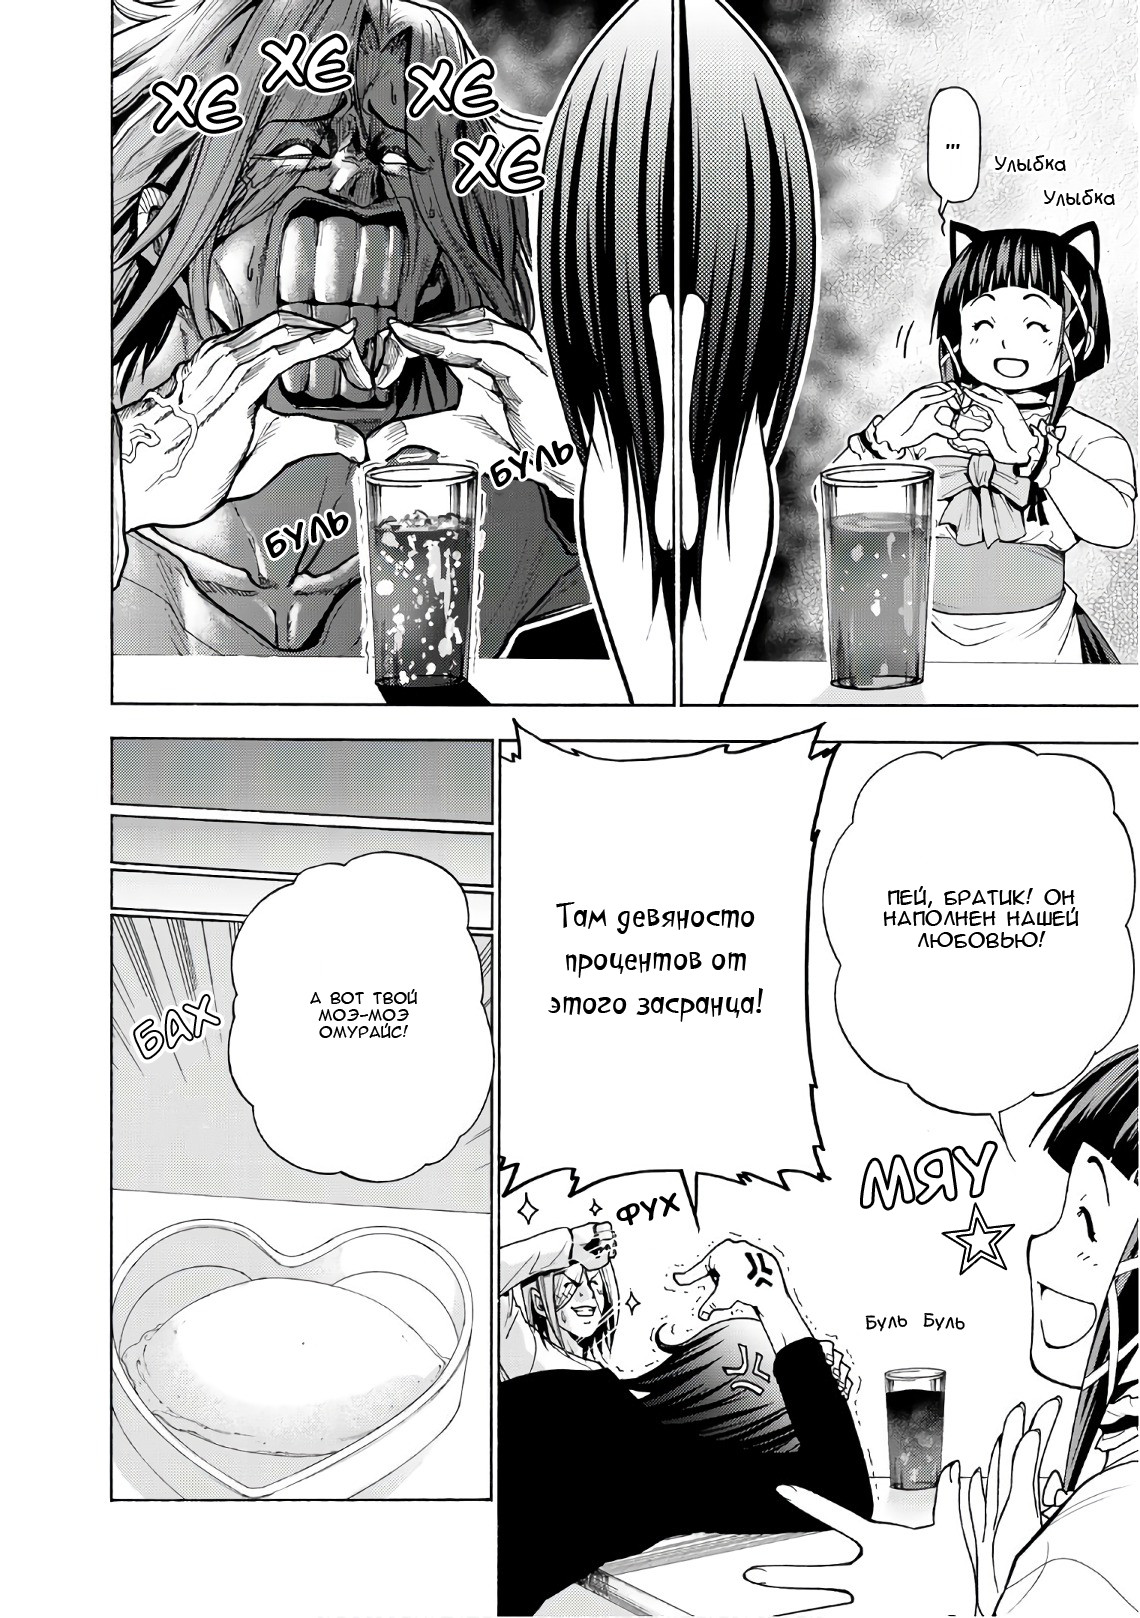 '''
Улыбка
Улыбка
ХЕ
ХЕ
ХЕ
ХЕ
БУЛЬ
БУЛЬ
ПЕЙ, БРАТИК! ОН
НАПОЛНЕН НАШЕЙ
ЛЮБОВЬЮ!
МЯУ
Буль Буль
Там девяносто
процентов от
этого засранца!
ФУХ
А ВОТ ТВОЙ
МОЭ-МОЭ
ОМУРАЙС!
БАХ